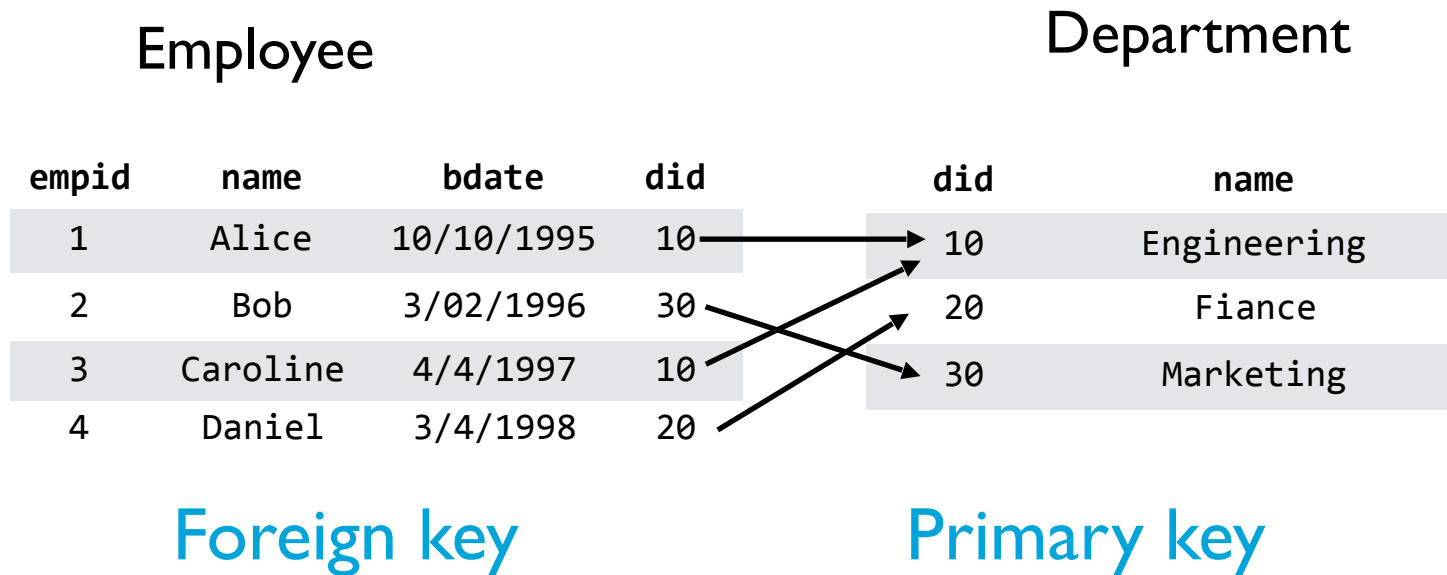 Employee
Department
empid name bdate did
did name
1 Alice 10/10/1995 10
10 Engineering
2 Bob 3/02/1996 30
20 Fiance
3 Caroline 4/4/1997 10
30 Marketing
4 Daniel 3/4/1998 20
Foreign key
Primary key